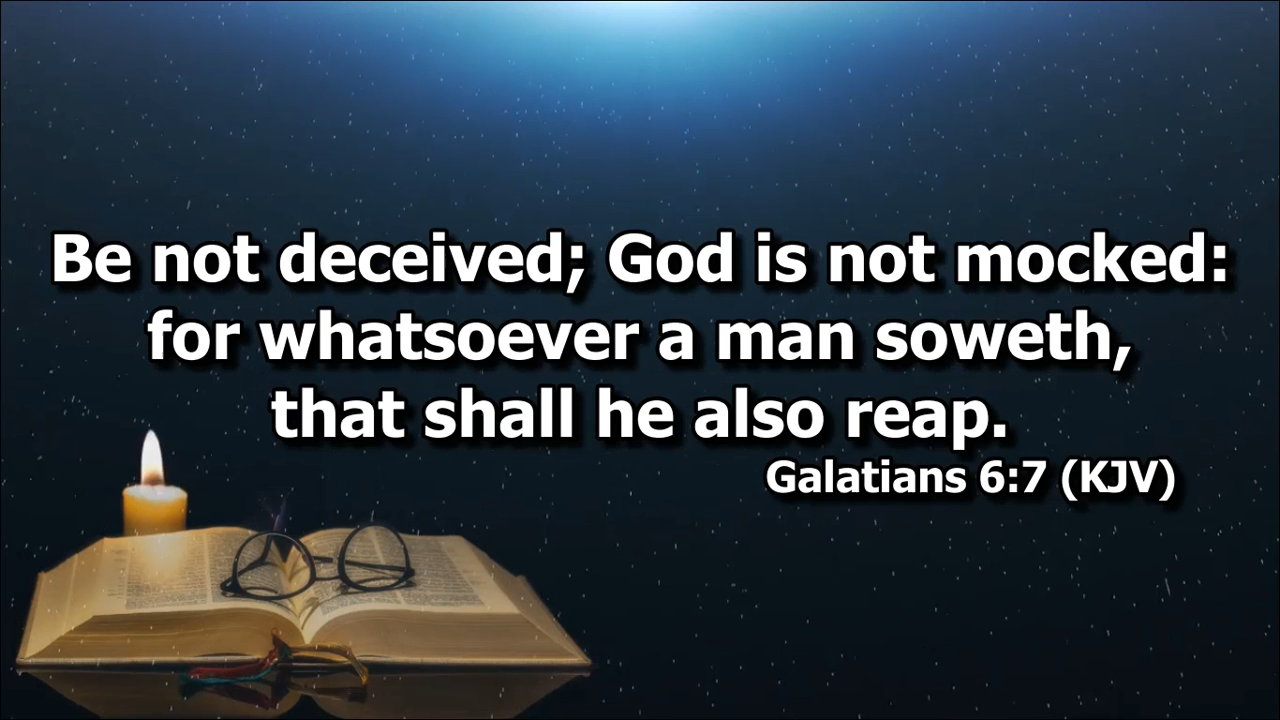 Be not deceived; God is not mocked:
for whatsoever a man soweth,
that shall he also reap.
Galatians 6:7 (KJV)